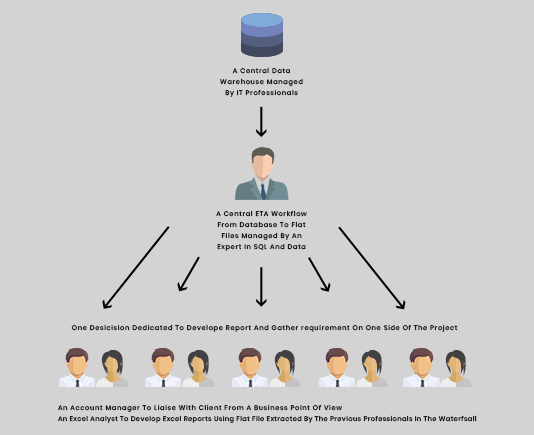 A Central Data
Warehouse Managed
By IT Professionals
A Central ETA Workflow
From Database To Flat
Files Managed By An
Expert In SQL And Data
One Desicision Dedicated To Develope Report And Gather requirement On One Side Of The Project
An Account Manager To Liaise With Client From A Business Point Of View
An Excel Analyst To Develop Excel Reports Using Flat File Extracted By The Previous Professionals In The Waterfsall